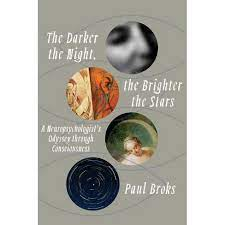 The Darker
the Night,
the Brighter
the Stars
A Neuropsychologist's
Odyssey through
Consciousness
Paul Broks